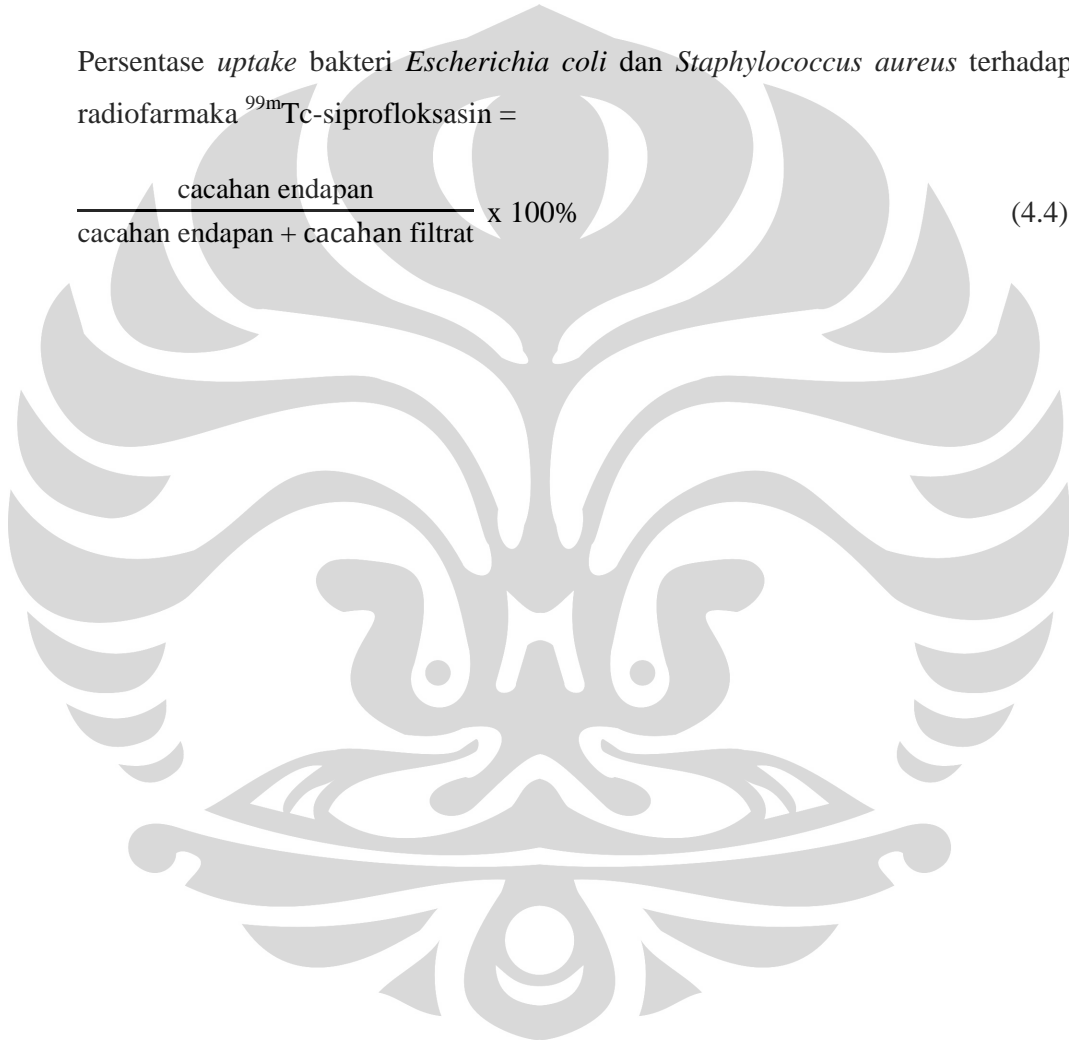 Persentase uptake bakteri Escherichia coli dan Staphylococcus aureus terhadap
radiofarmaka ⁹⁹ᵐTc-siprofloksasin =
cacahan endapan
cacahan endapan + cacahan filtrat x 100% (4.4)